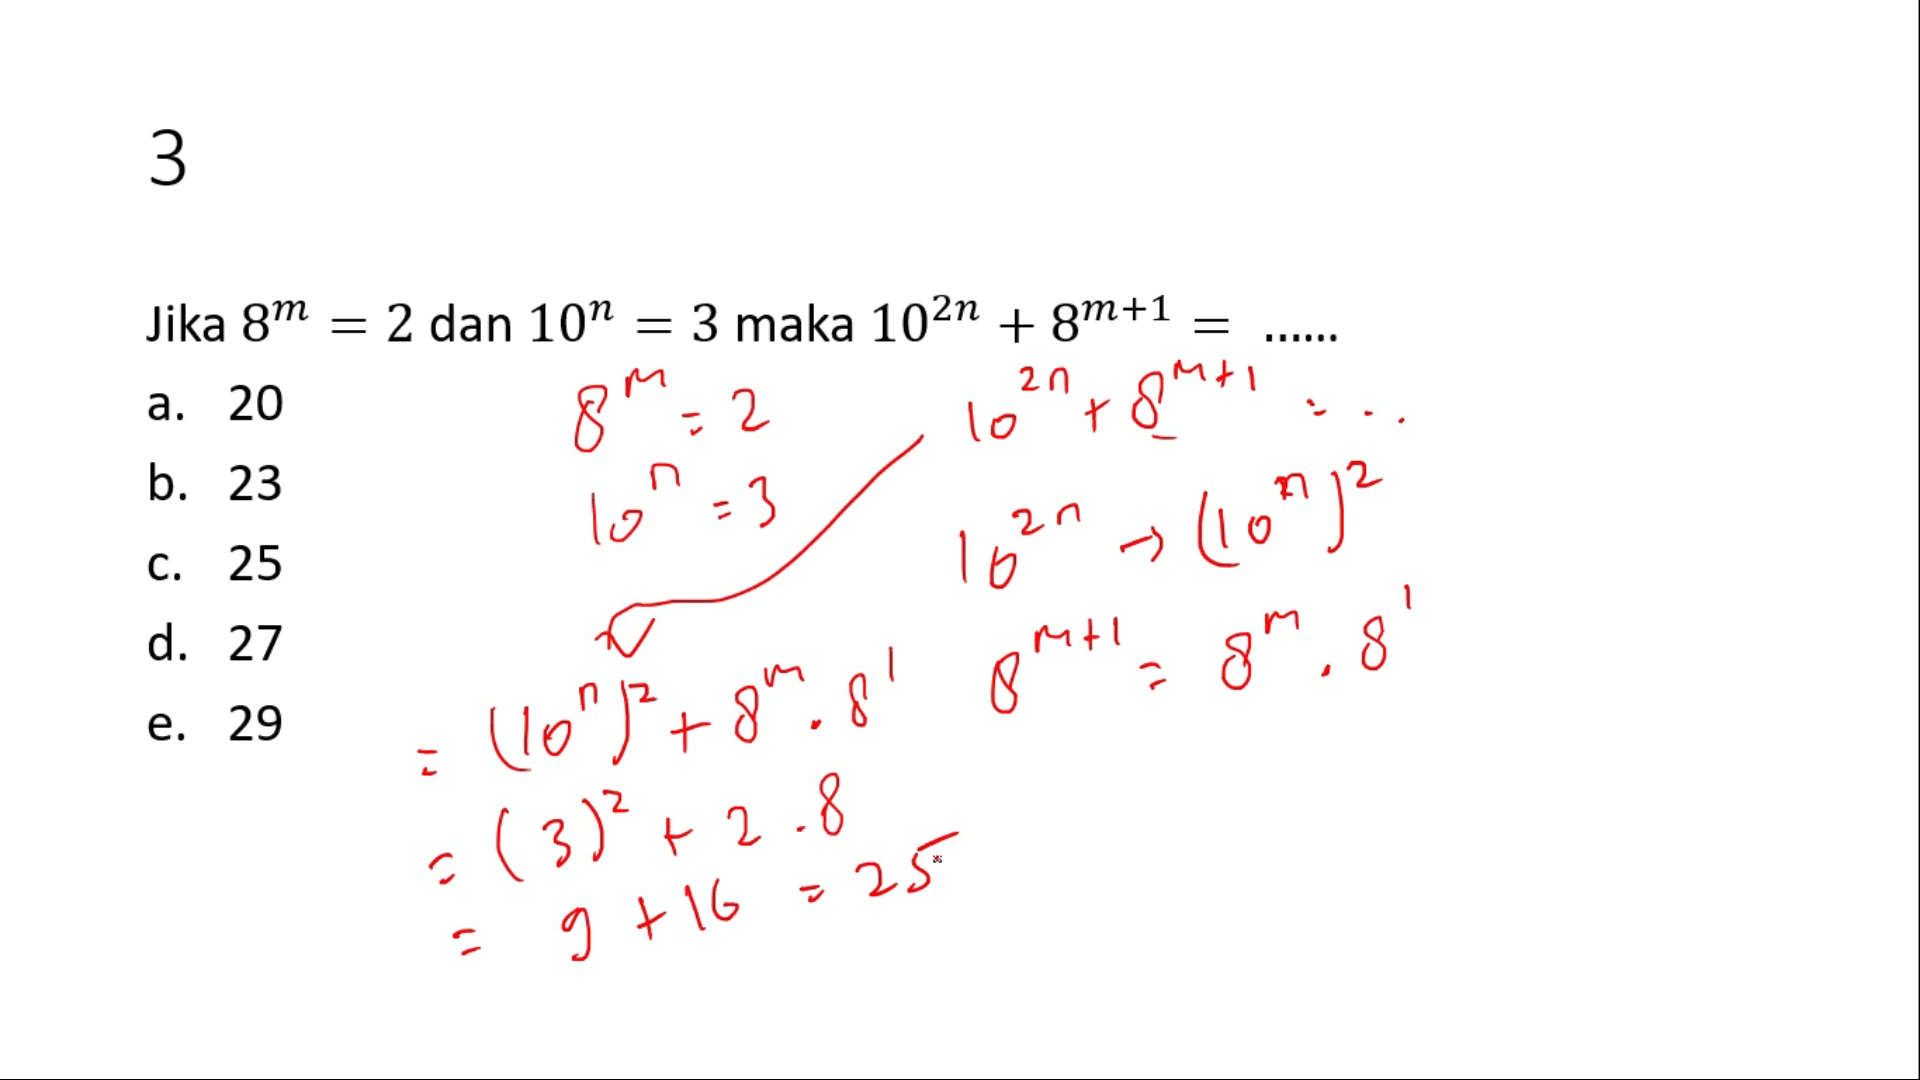 3
Jika 8^m = 2 dan 10^n = 3 maka 10^{2n} + 8^{m+1} = ......
a. 20
b. 23
c. 25
d. 27
e. 29
8^m = 2
10^n = 3
10^{2n} + 8^{m+1} = ...
10^{2n} → (10^n)^2
8^{m+1} = 8^m . 8^1
= (10^n)^2 + 8^m . 8^1
= (3)^2 + 2 . 8
= 9 + 16 = 25